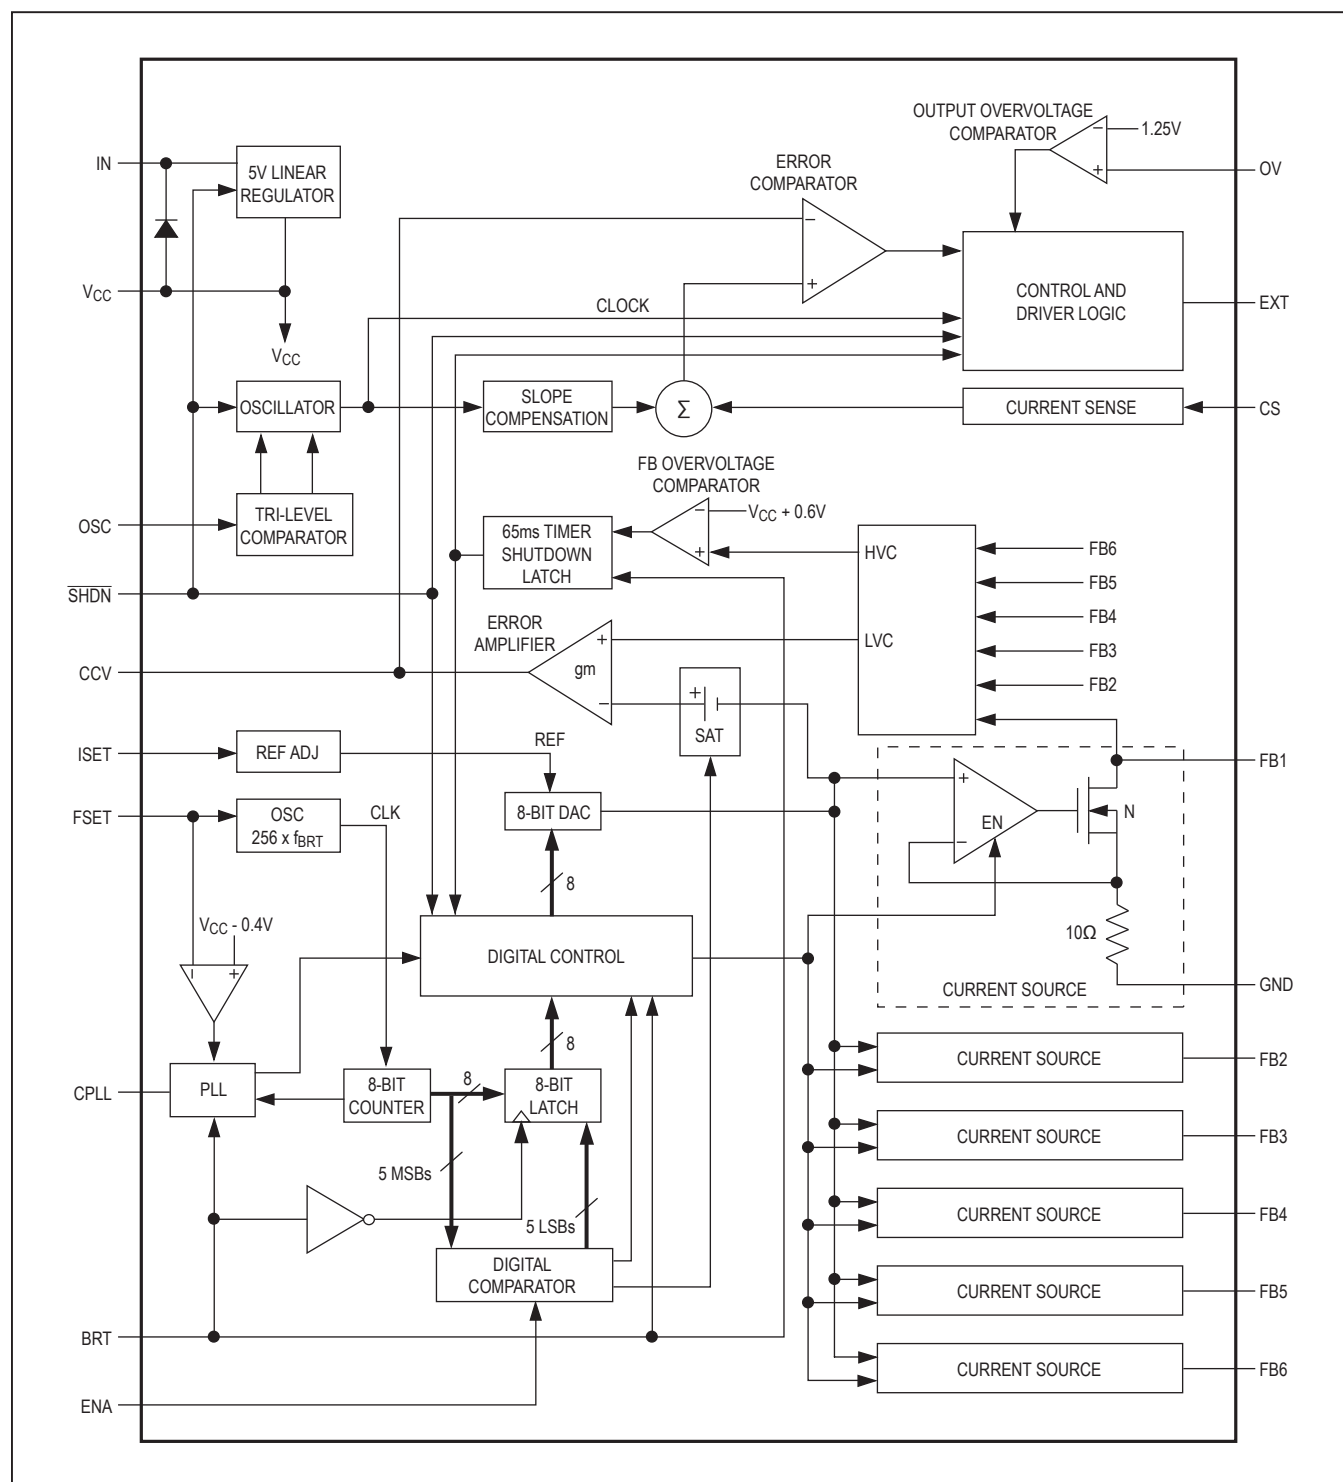 OUTPUT OVERVOLTAGE
COMPARATOR
−
1.25V
+
OV
IN
5V LINEAR
REGULATOR
ERROR
COMPARATOR
−
+
VCC
VCC
CLOCK
CONTROL AND
DRIVER LOGIC
EXT
OSCILLATOR
SLOPE
COMPENSATION
Σ
CURRENT SENSE
CS
OSC
TRI-LEVEL
COMPARATOR
FB OVERVOLTAGE
COMPARATOR
−
VCC + 0.6V
+
65ms TIMER
SHUTDOWN
LATCH
HVC
LVC
FB6
FB5
FB4
FB3
FB2
SHDN
ERROR
AMPLIFIER
+
gm
−
CCV
+
SAT
ISET
REF ADJ
REF
FB1
FSET
OSC
256 x fBRT
CLK
8-BIT DAC
8
+
EN
−
N
10Ω
CURRENT SOURCE
GND
VCC - 0.4V
−
+
DIGITAL CONTROL
8
CPLL
PLL
8-BIT
COUNTER
8
8-BIT
LATCH
5 MSBs
5 LSBs
DIGITAL
COMPARATOR
BRT
ENA
CURRENT SOURCE
FB2
CURRENT SOURCE
FB3
CURRENT SOURCE
FB4
CURRENT SOURCE
FB5
CURRENT SOURCE
FB6